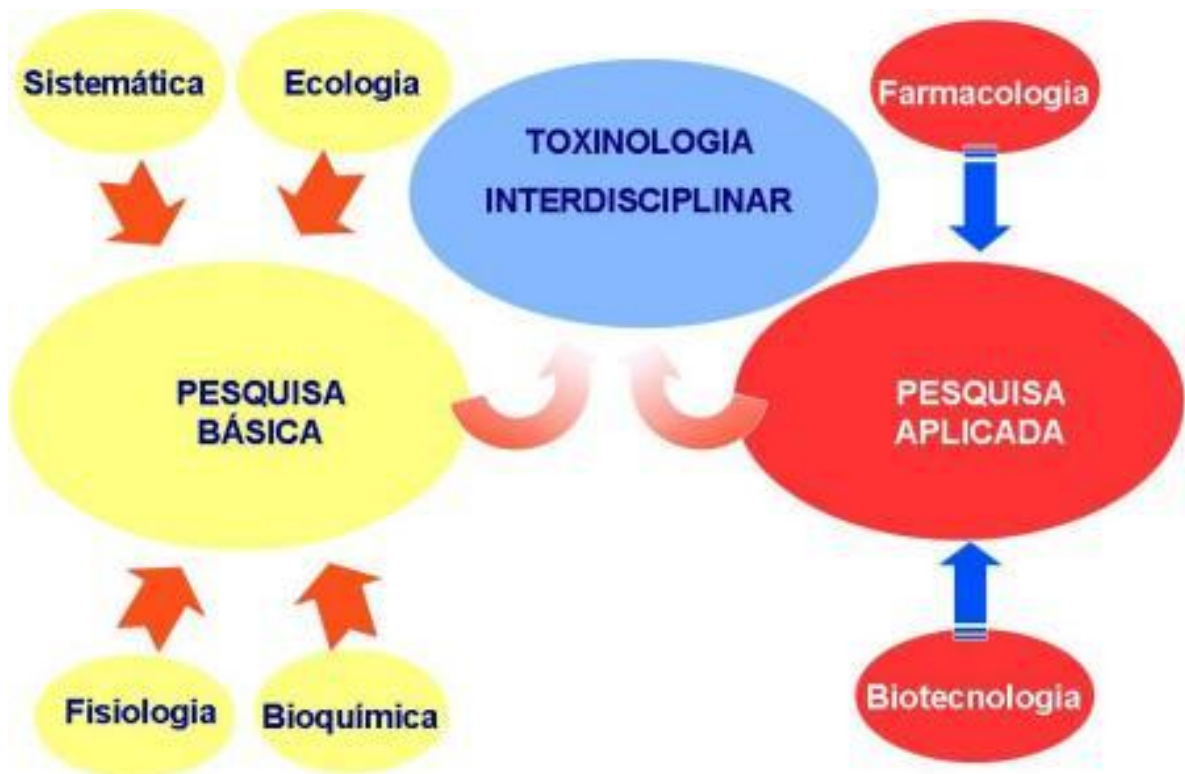 Sistemática
Ecologia
TOXINOLOGIA
INTERDISCIPLINAR
Farmacologia
PESQUISA
BÁSICA
PESQUISA
APLICADA
Fisiologia
Bioquímica
Biotecnologia